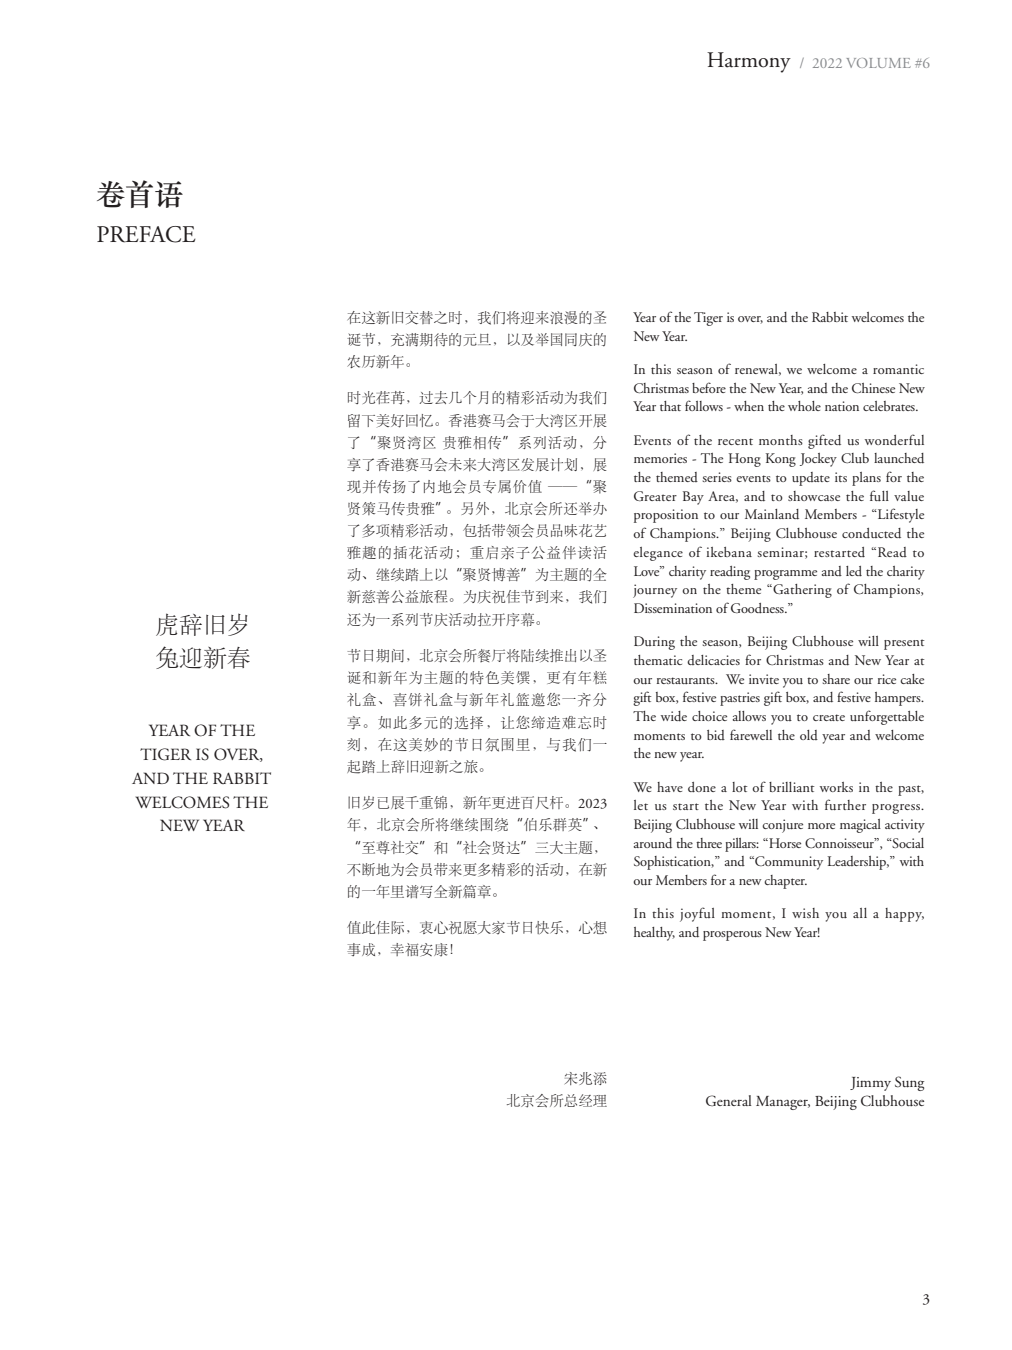 Harmony / 2022 VOLUME #6
卷首语
PREFACE
虎辞旧岁
兔迎新春
YEAR OF THE
TIGER IS OVER,
AND THE RABBIT
WELCOMES THE
NEW YEAR
在这新旧交替之时，我们将迎来浪漫的圣
诞节，充满期待的元旦，以及举国同庆的
农历新年。
时光荏苒，过去几个月的精彩活动为我们
留下美好回忆。香港赛马会于大湾区开展
了“聚贤湾区 贵雅相传”系列活动，分
享了香港赛马会未来大湾区发展计划，展
现并传扬了内地会员专属价值 ——“聚
贤策马传贵雅”。另外，北京会所还举办
了多项精彩活动，包括带领会员品味花艺
雅趣的插花活动；重启亲子公益伴读活
动、继续踏上以“聚贤博善”为主题的全
新慈善公益旅程。为庆祝佳节到来，我们
还为一系列节庆活动拉开序幕。
节日期间，北京会所餐厅将陆续推出以圣
诞和新年为主题的特色美馔，更有年糕
礼盒、喜饼礼盒与新年礼篮邀您一齐分
享。如此多元的选择，让您缔造难忘时
刻，在这美妙的节日氛围里，与我们一
起踏上辞旧迎新之旅。
旧岁已展千重锦，新年更进百尺杆。2023
年，北京会所将继续围绕“伯乐群英”、
“至尊社交”和“社会贤达”三大主题，
不断地为会员带来更多精彩的活动，在新
的一年里谱写全新篇章。
值此佳际，衷心祝愿大家节日快乐，心想
事成，幸福安康！
宋兆添
北京会所总经理
Year of the Tiger is over, and the Rabbit welcomes the
New Year.
In this season of renewal, we welcome a romantic
Christmas before the New Year, and the Chinese New
Year that follows - when the whole nation celebrates.
Events of the recent months gifted us wonderful
memories - The Hong Kong Jockey Club launched
the themed series events to update its plans for the
Greater Bay Area, and to showcase the full value
proposition to our Mainland Members - “Lifestyle
of Champions.” Beijing Clubhouse conducted the
elegance of ikebana seminar; restarted “Read to
Love” charity reading programme and led the charity
journey on the theme “Gathering of Champions,
Dissemination of Goodness.”
During the season, Beijing Clubhouse will present
thematic delicacies for Christmas and New Year at
our restaurants. We invite you to share our rice cake
gift box, festive pastries gift box, and festive hampers.
The wide choice allows you to create unforgettable
moments to bid farewell the old year and welcome
the new year.
We have done a lot of brilliant works in the past,
let us start the New Year with further progress.
Beijing Clubhouse will conjure more magical activity
around the three pillars: “Horse Connoisseur”, “Social
Sophistication,” and “Community Leadership,” with
our Members for a new chapter.
In this joyful moment, I wish you all a happy,
healthy, and prosperous New Year!
Jimmy Sung
General Manager, Beijing Clubhouse
3